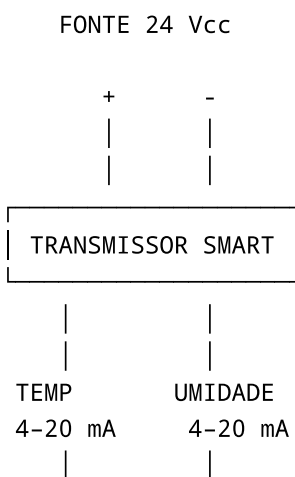 FONTE 24 Vcc
+ -
TRANSMISSOR SMART
TEMP UMIDADE
4–20 mA 4–20 mA